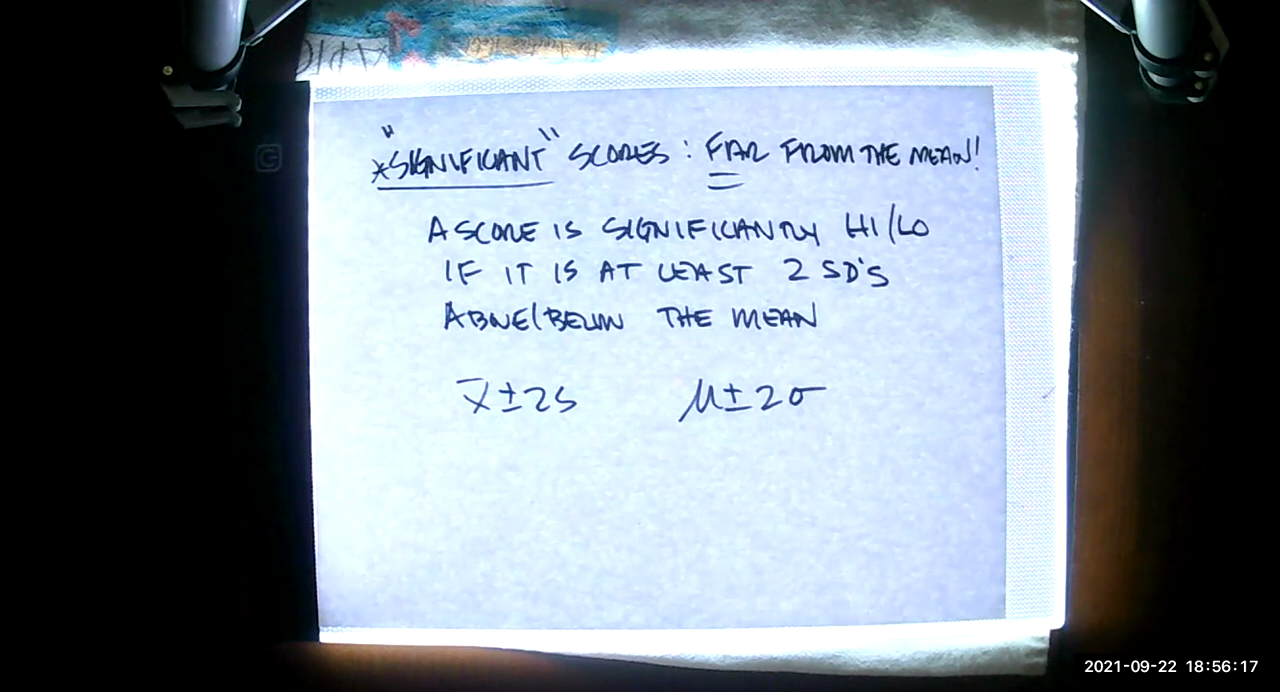 *"SIGNIFICANT" SCORES : FAR FROM THE MEAN!
A SCORE IS SIGNIFICANTLY HI/LO
IF IT IS AT LEAST 2 SD'S
ABOVE/BELOW THE MEAN
x̄ ± 2s μ ± 2σ
2021-09-22 18:56:17